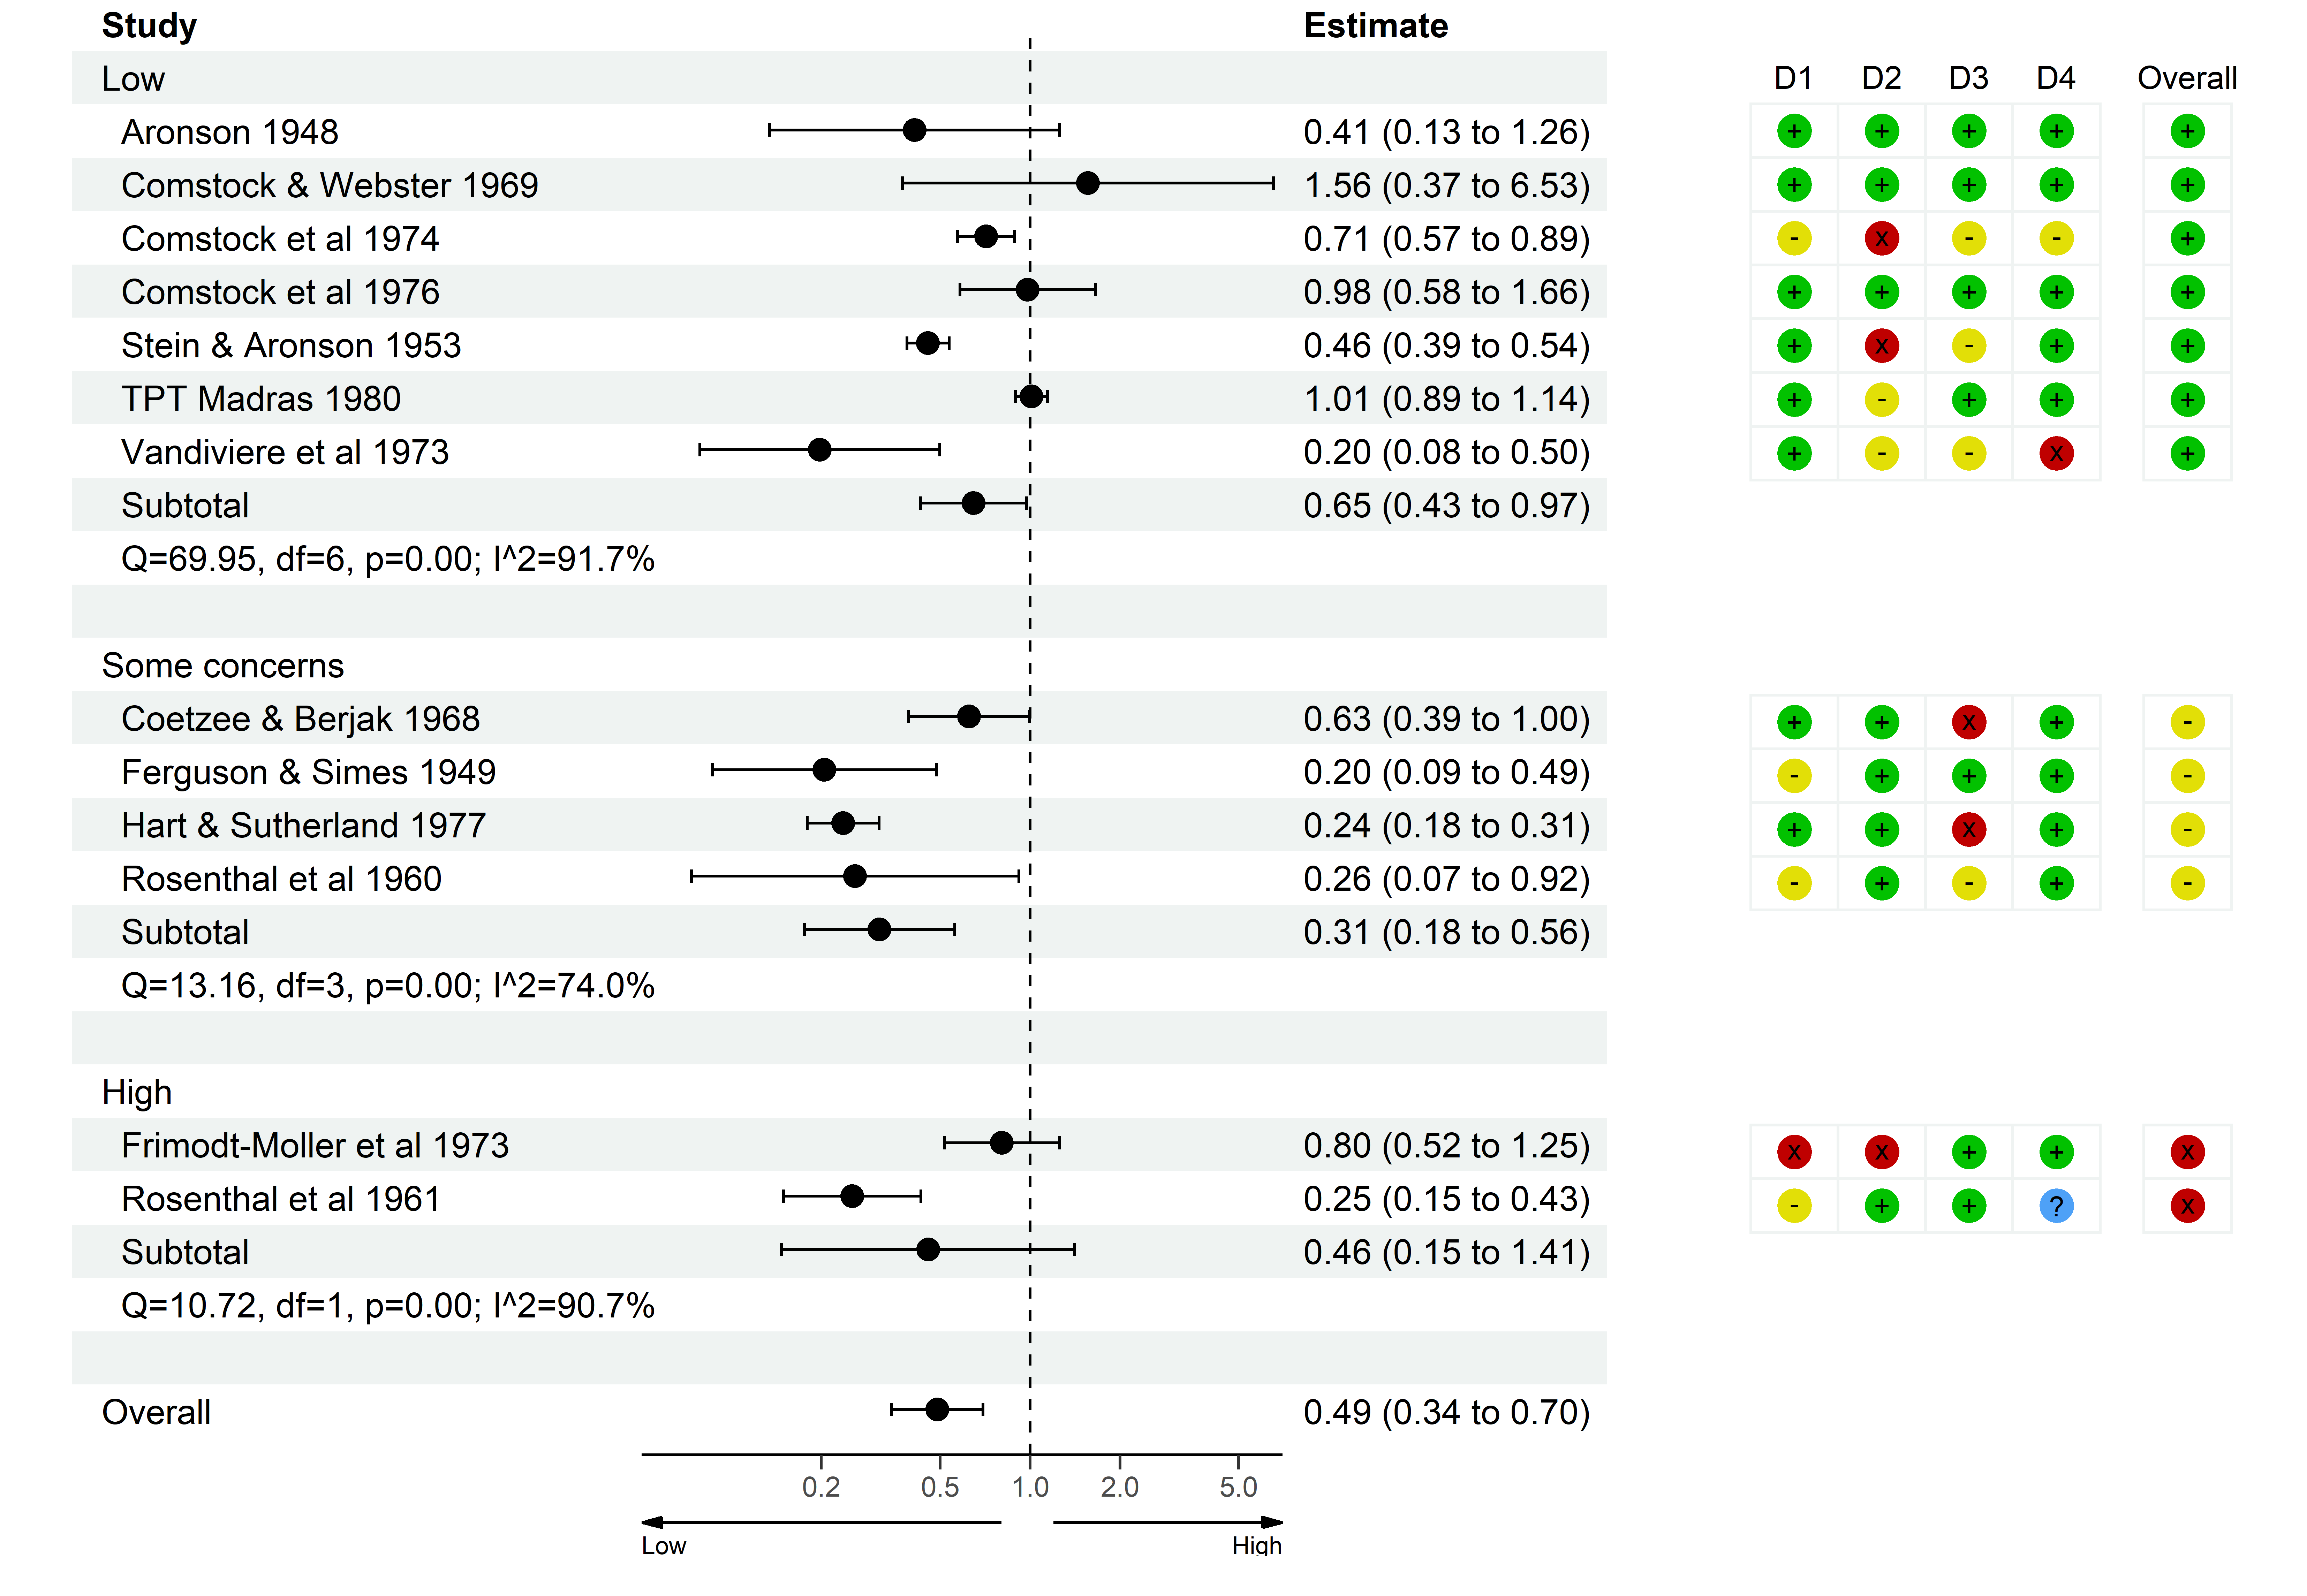 Study Estimate
Low D1 D2 D3 D4 Overall
Aronson 1948 0.41 (0.13 to 1.26) + + + + +
Comstock & Webster 1969 1.56 (0.37 to 6.53) + + + + +
Comstock et al 1974 0.71 (0.57 to 0.89) - x - - +
Comstock et al 1976 0.98 (0.58 to 1.66) + + + + +
Stein & Aronson 1953 0.46 (0.39 to 0.54) + x - + +
TPT Madras 1980 1.01 (0.89 to 1.14) + - + + +
Vandiviere et al 1973 0.20 (0.08 to 0.50) + - - x +
Subtotal 0.65 (0.43 to 0.97)
Q=69.95, df=6, p=0.00; I^2=91.7%
Some concerns
Coetzee & Berjak 1968 0.63 (0.39 to 1.00) + + x + -
Ferguson & Simes 1949 0.20 (0.09 to 0.49) - + + + -
Hart & Sutherland 1977 0.24 (0.18 to 0.31) + + x + -
Rosenthal et al 1960 0.26 (0.07 to 0.92) - + - + -
Subtotal 0.31 (0.18 to 0.56)
Q=13.16, df=3, p=0.00; I^2=74.0%
High
Frimodt-Moller et al 1973 0.80 (0.52 to 1.25) x x + + x
Rosenthal et al 1961 0.25 (0.15 to 0.43) - + + ? x
Subtotal 0.46 (0.15 to 1.41)
Q=10.72, df=1, p=0.00; I^2=90.7%
Overall 0.49 (0.34 to 0.70)
0.2 0.5 1.0 2.0 5.0
Low High